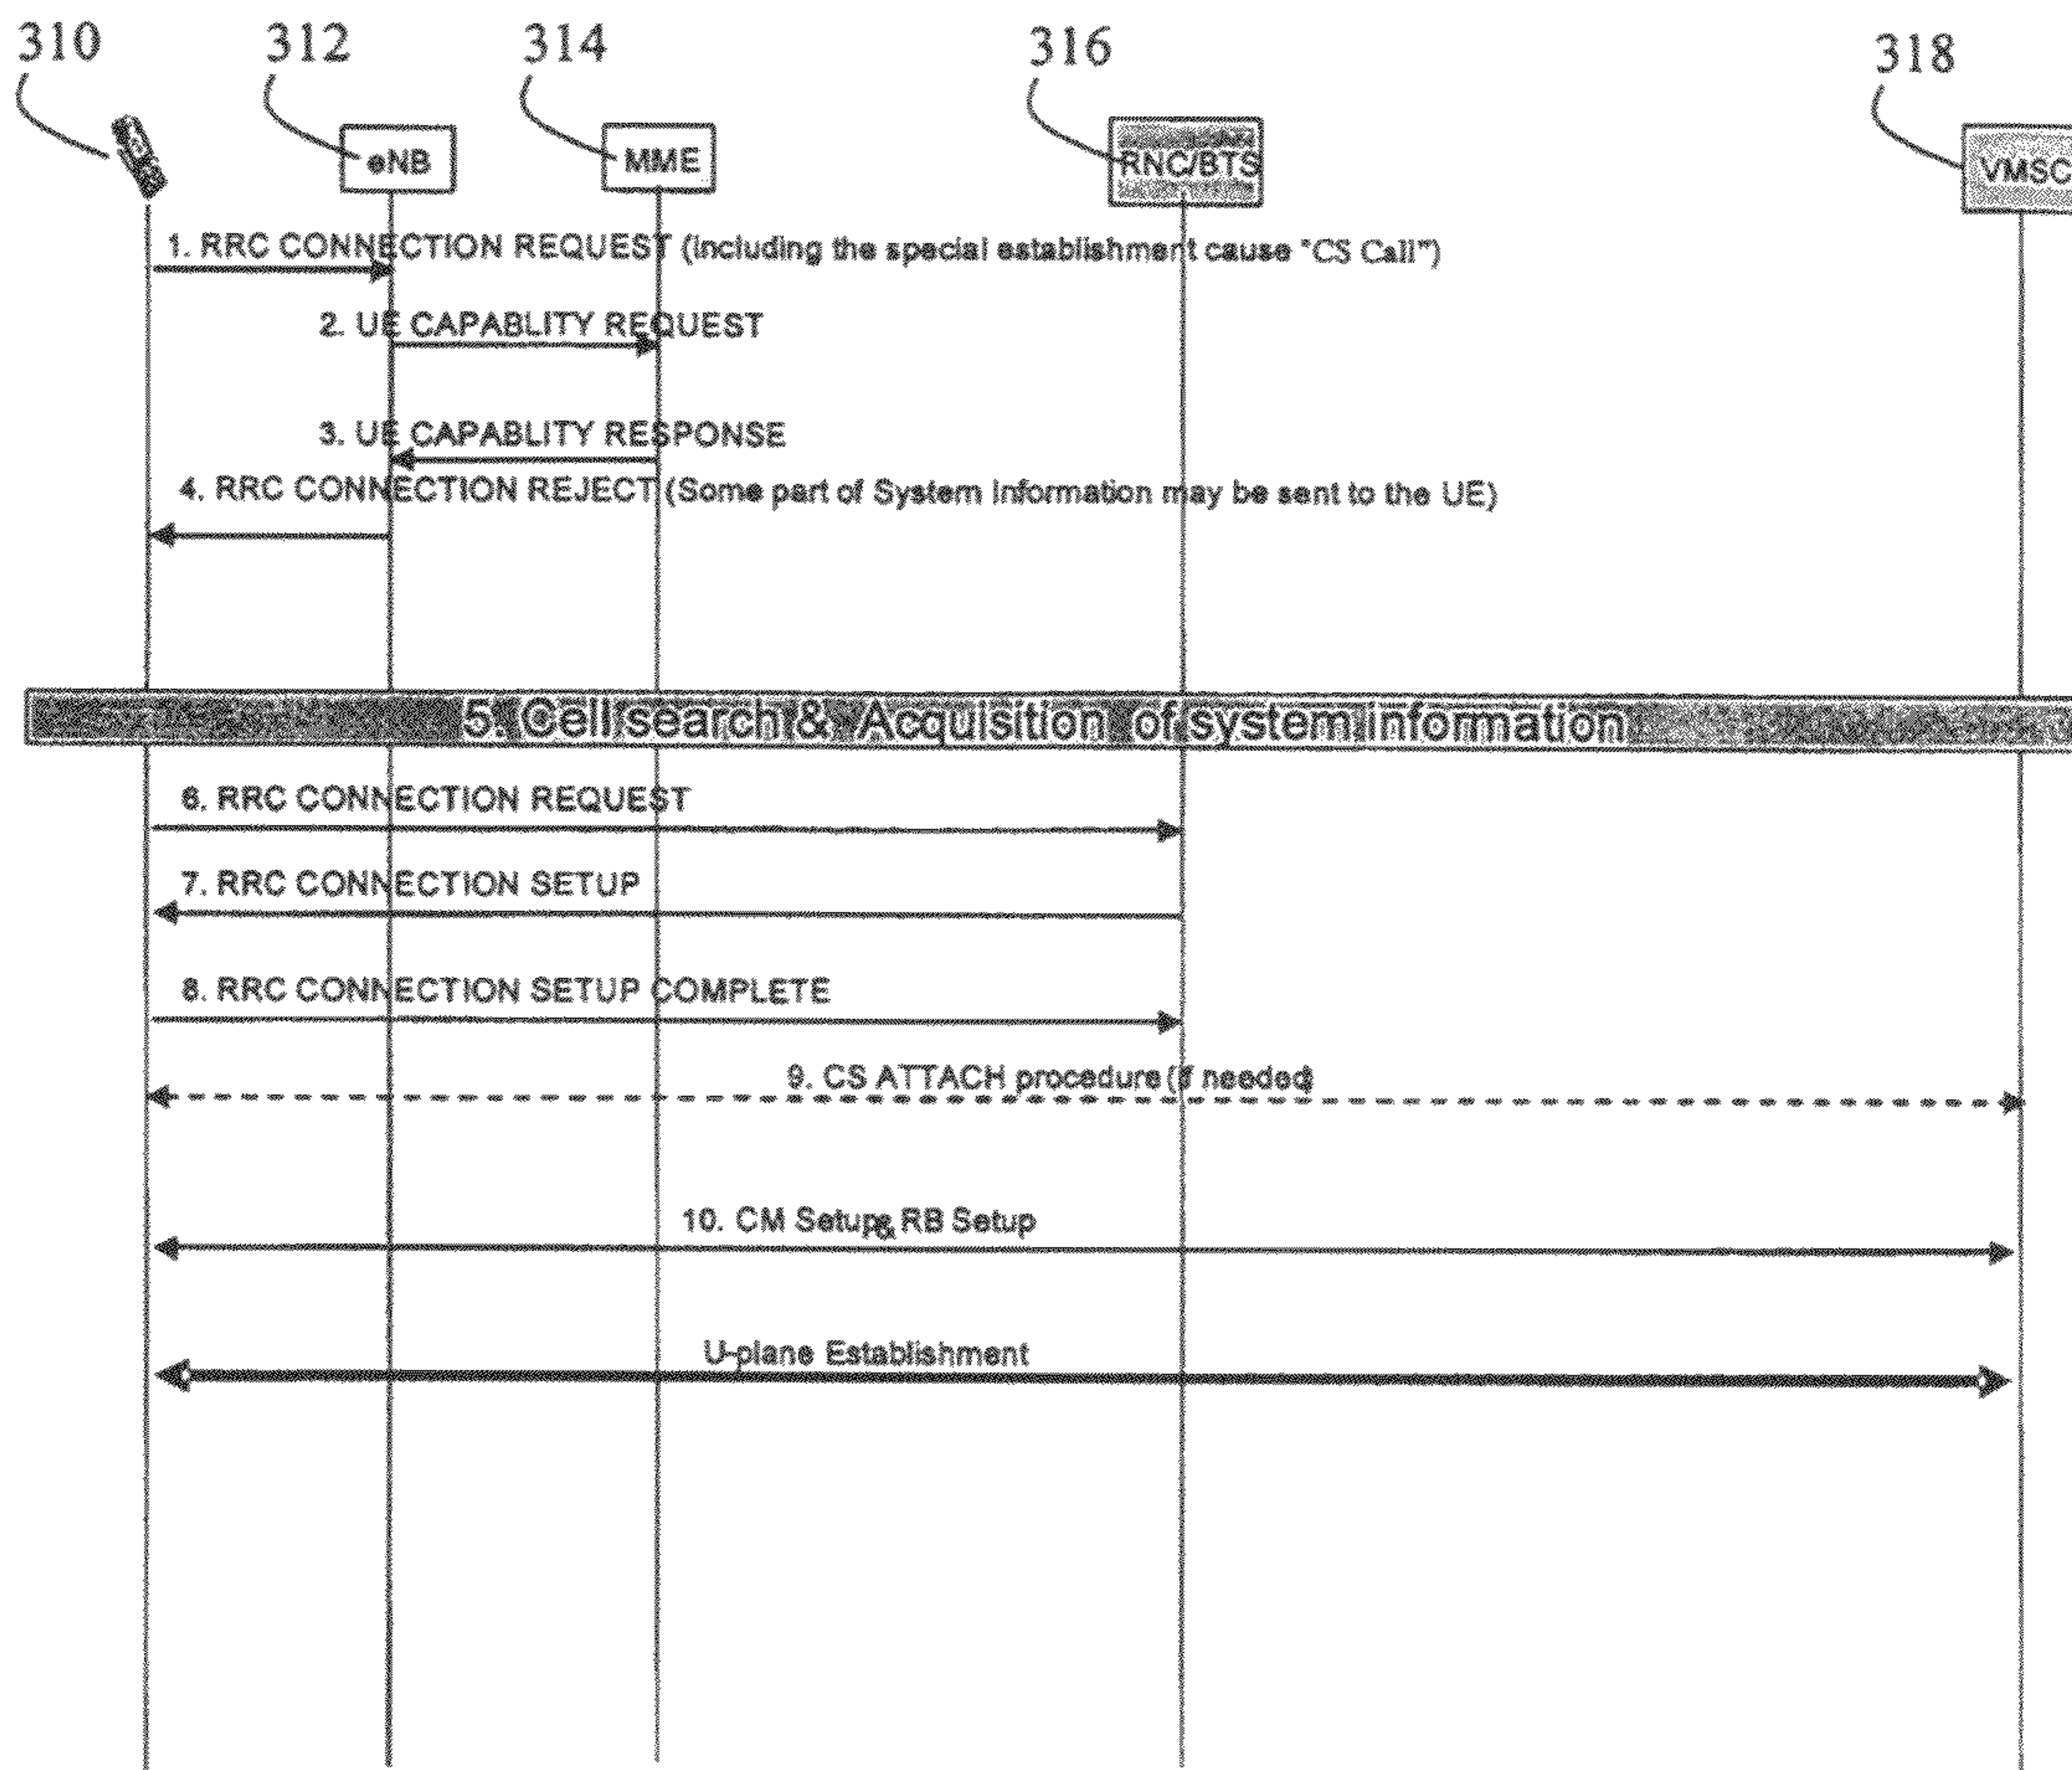 310 312 314 316 318
eNB MME RNC/BTS VMSC
1. RRC CONNECTION REQUEST (including the special establishment cause "CS Call")
2. UE CAPABLITY REQUEST
3. UE CAPABLITY RESPONSE
4. RRC CONNECTION REJECT (Some part of System Information may be sent to the UE)
5. Cell search & Acquisition of system information
6. RRC CONNECTION REQUEST
7. RRC CONNECTION SETUP
8. RRC CONNECTION SETUP COMPLETE
9. CS ATTACH procedure (if needed)
10. CM Setup& RB Setup
U-plane Establishment